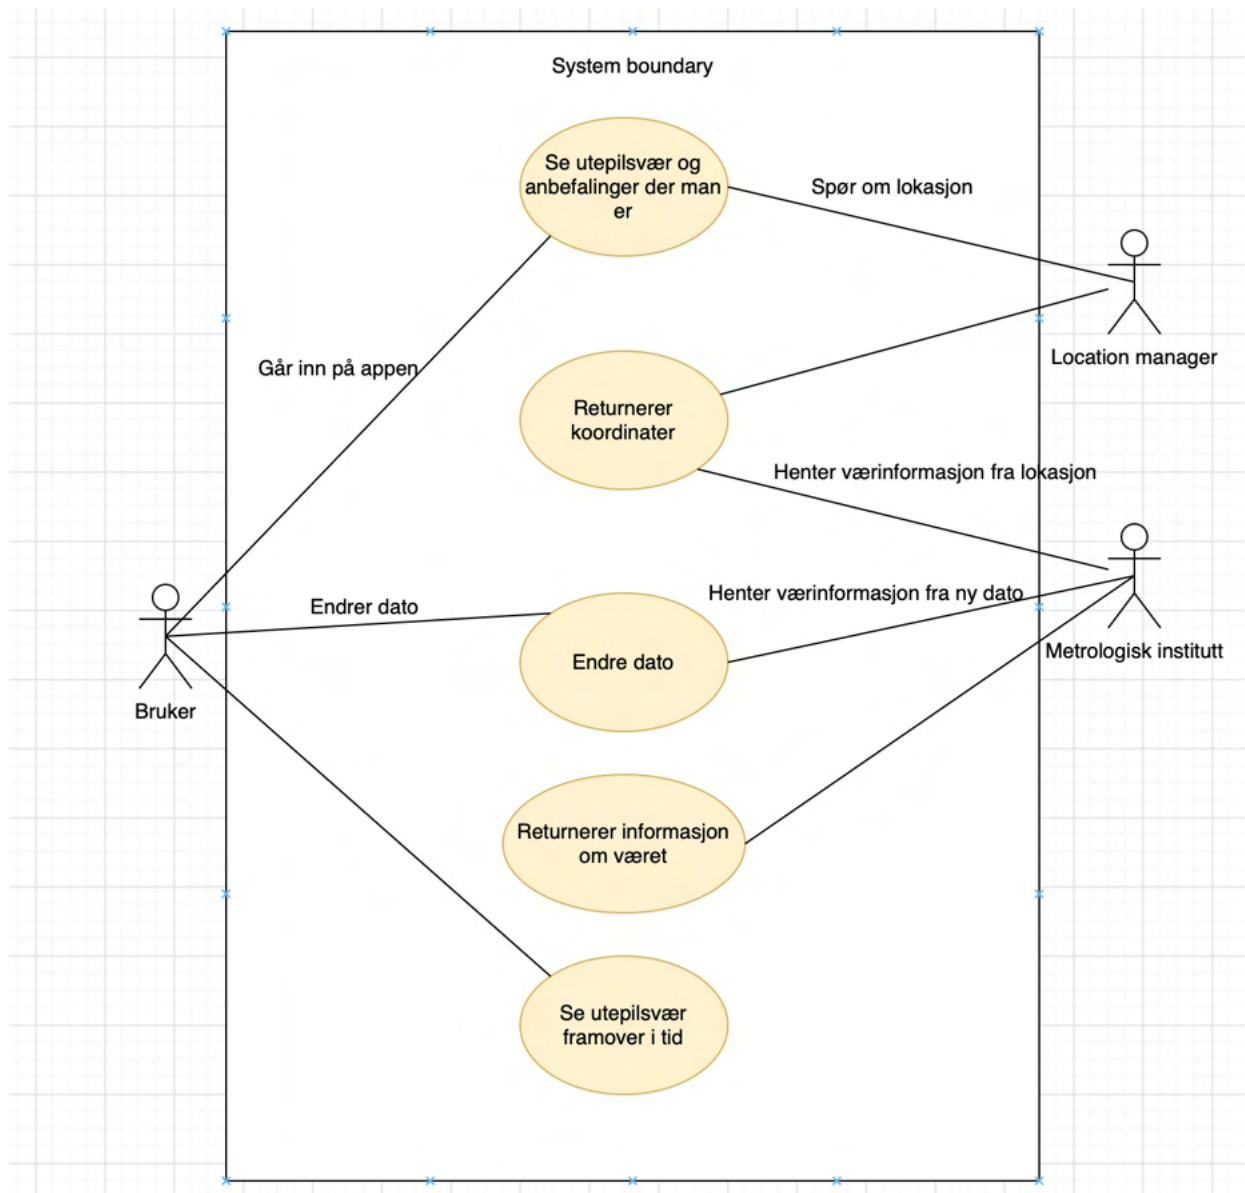 System boundary
Se utepilsvær og
anbefalinger der man
er
Spør om lokasjon
Location manager
Går inn på appen
Returnerer
koordinater
Henter værinformasjon fra lokasjon
Metrologisk institutt
Henter værinformasjon fra ny dato
Endrer dato
Bruker
Endre dato
Returnerer informasjon
om været
Se utepilsvær
framover i tid